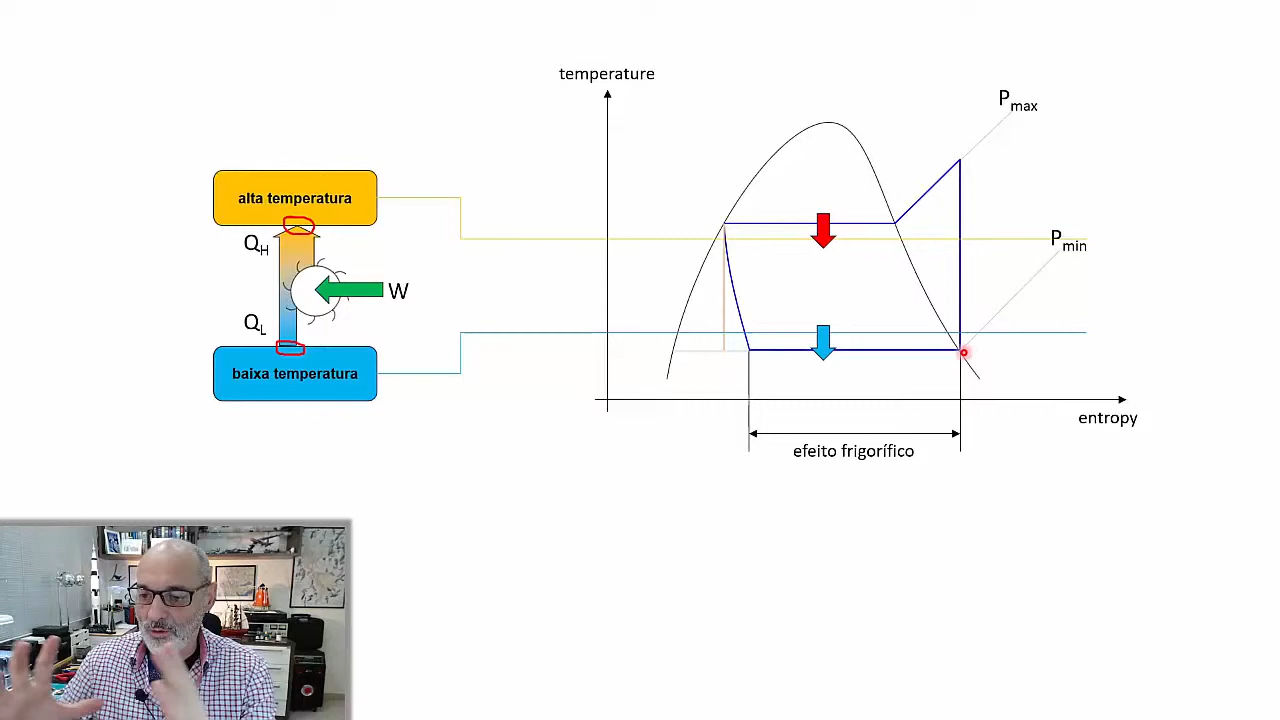 temperature
P max
alta temperatura
Q H
P min
W
Q L
baixa temperatura
entropy
efeito frigorífico